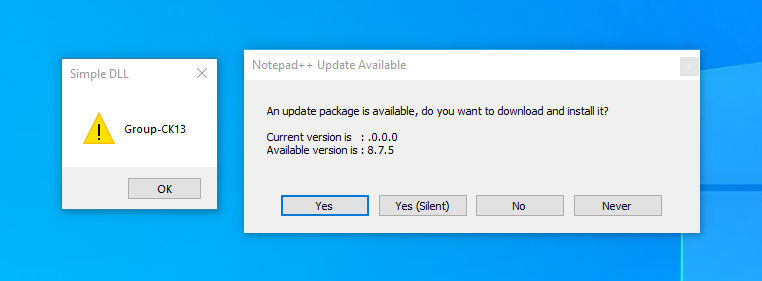 Simple DLL
Group-CK13
OK
Notepad++ Update Available
An update package is available, do you want to download and install it?
Current version is : .0.0.0
Available version is : 8.7.5
Yes
Yes (Silent)
No
Never